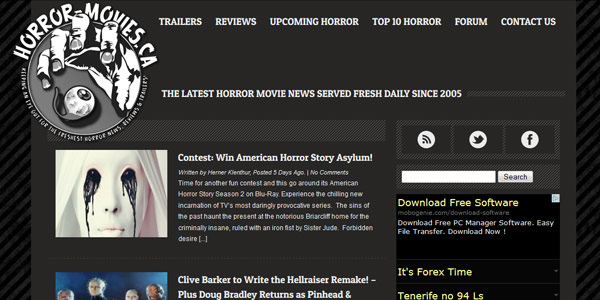 HORROR-MOVIES.CA
KEEPING AN EYE OUT FOR THE FRESHEST HORROR NEWS, REVIEWS & TRAILERS
TRAILERS REVIEWS UPCOMING HORROR TOP 10 HORROR FORUM CONTACT US
THE LATEST HORROR MOVIE NEWS SERVED FRESH DAILY SINCE 2005
Contest: Win American Horror Story Asylum!
Written by Herner Klenthur, Posted 5 Days Ago. | No Comments
Time for another fun contest and this go around its American
Horror Story Season 2 on Blu-Ray. Experience the chilling new
incarnation of TV's most daringly provocative series. The sins of
the past haunt the present at the notorious Briarcliff home for the
criminally insane, ruled with an iron fist by Sister Jude. Forbidden
desire [...]
Clive Barker to Write the Hellraiser Remake! –
Plus Doug Bradley Returns as Pinhead &
Search
Download Free Software
mobogenie.com/download-software
Download Free PC Manager Software. Easy
File Transfer. Download Now !
It's Forex Time
Tenerife no 94 Ls